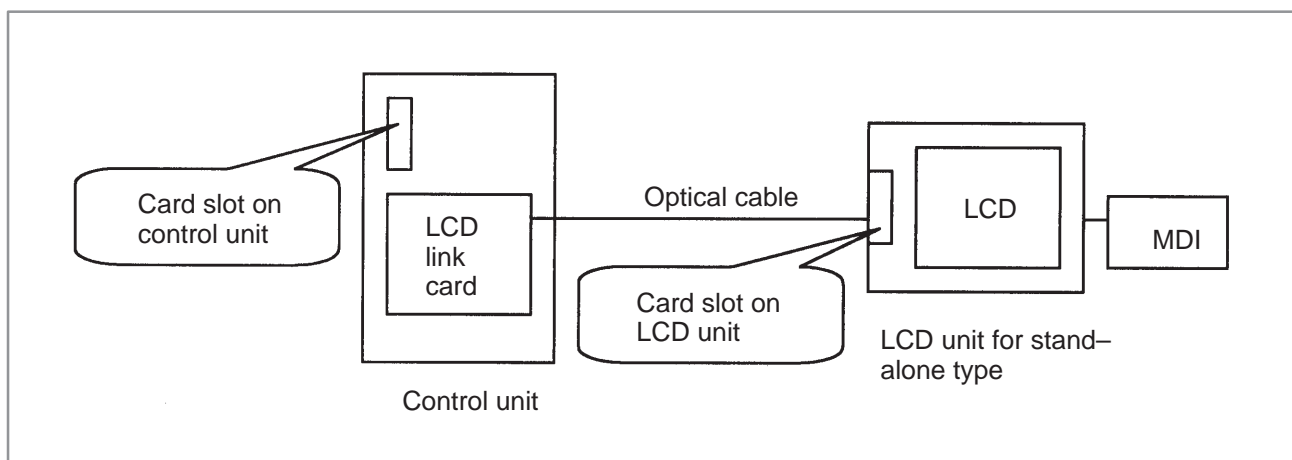 Card slot on
control unit
LCD
link
card
Optical cable
Card slot on
LCD unit
LCD
MDI
LCD unit for stand–
alone type
Control unit